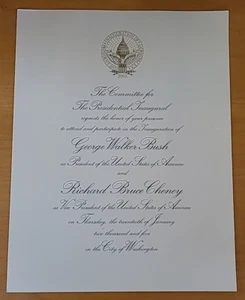 The Committee for
The Presidential Inaugural
requests the honor of your presence
to attend and participate in the Inauguration of
George Walker Bush
as President of the United States of America
and
Richard Bruce Cheney
as Vice President of the United States of America
on Thursday, the twentieth of January
two thousand and five
in the City of Washington